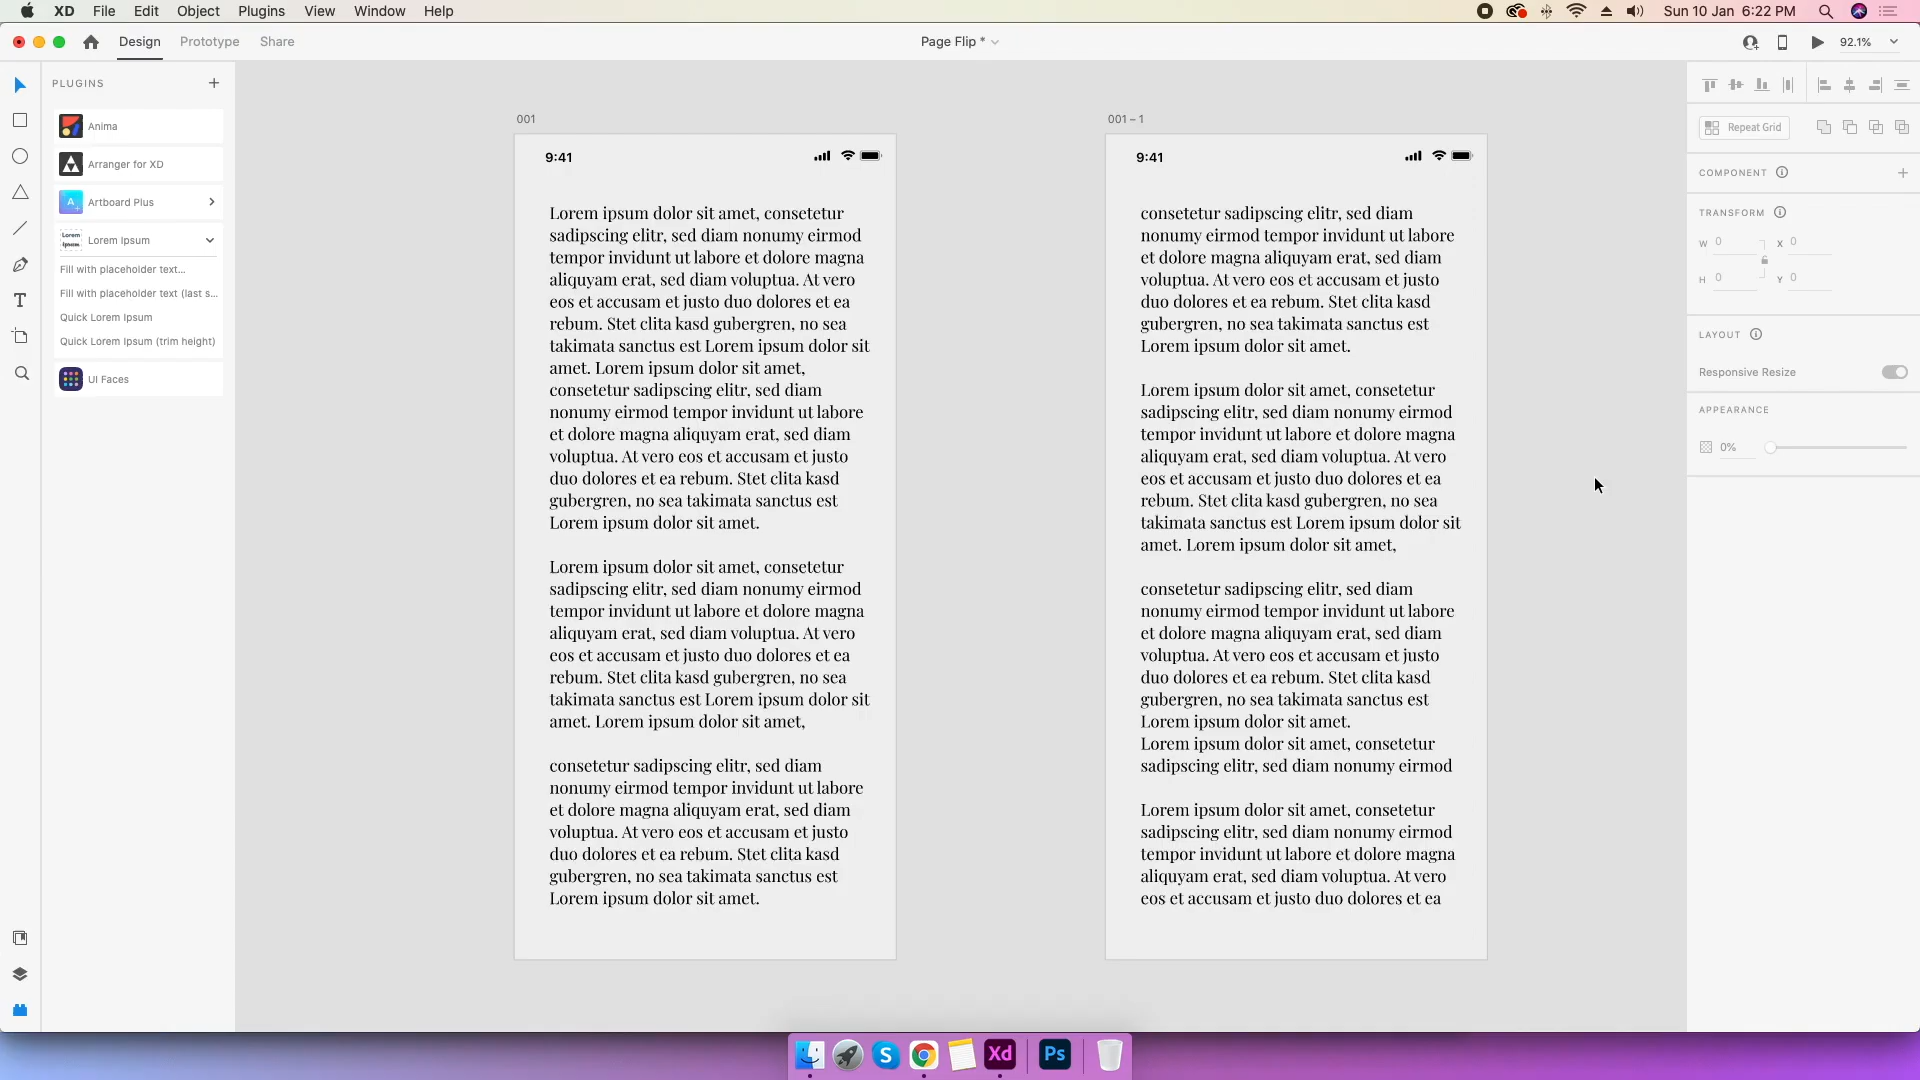 XD File Edit Object Plugins View Window Help
Sun 10 Jan 6:22 PM
Design Prototype Share
Page Flip *
92.1%
PLUGINS
Anima
Arranger for XD
A
Artboard Plus
Lorem Ipsum
Lorem Ipsum
Fill with placeholder text...
Fill with placeholder text (last s...
Quick Lorem Ipsum
Quick Lorem Ipsum (trim height)
UI Faces
T
001
9:41
Lorem ipsum dolor sit amet, consetetur
sadipscing elitr, sed diam nonumy eirmod
tempor invidunt ut labore et dolore magna
aliquyam erat, sed diam voluptua. At vero
eos et accusam et justo duo dolores et ea
rebum. Stet clita kasd gubergren, no sea
takimata sanctus est Lorem ipsum dolor sit
amet. Lorem ipsum dolor sit amet,
consetetur sadipscing elitr, sed diam
nonumy eirmod tempor invidunt ut labore
et dolore magna aliquyam erat, sed diam
voluptua. At vero eos et accusam et justo
duo dolores et ea rebum. Stet clita kasd
gubergren, no sea takimata sanctus est
Lorem ipsum dolor sit amet.
Lorem ipsum dolor sit amet, consetetur
sadipscing elitr, sed diam nonumy eirmod
tempor invidunt ut labore et dolore magna
aliquyam erat, sed diam voluptua. At vero
eos et accusam et justo duo dolores et ea
rebum. Stet clita kasd gubergren, no sea
takimata sanctus est Lorem ipsum dolor sit
amet. Lorem ipsum dolor sit amet,
consetetur sadipscing elitr, sed diam
nonumy eirmod tempor invidunt ut labore
et dolore magna aliquyam erat, sed diam
voluptua. At vero eos et accusam et justo
duo dolores et ea rebum. Stet clita kasd
gubergren, no sea takimata sanctus est
Lorem ipsum dolor sit amet.
001 – 1
9:41
consetetur sadipscing elitr, sed diam
nonumy eirmod tempor invidunt ut labore
et dolore magna aliquyam erat, sed diam
voluptua. At vero eos et accusam et justo
duo dolores et ea rebum. Stet clita kasd
gubergren, no sea takimata sanctus est
Lorem ipsum dolor sit amet.
Lorem ipsum dolor sit amet, consetetur
sadipscing elitr, sed diam nonumy eirmod
tempor invidunt ut labore et dolore magna
aliquyam erat, sed diam voluptua. At vero
eos et accusam et justo duo dolores et ea
rebum. Stet clita kasd gubergren, no sea
takimata sanctus est Lorem ipsum dolor sit
amet. Lorem ipsum dolor sit amet,
consetetur sadipscing elitr, sed diam
nonumy eirmod tempor invidunt ut labore
et dolore magna aliquyam erat, sed diam
voluptua. At vero eos et accusam et justo
duo dolores et ea rebum. Stet clita kasd
gubergren, no sea takimata sanctus est
Lorem ipsum dolor sit amet.
Lorem ipsum dolor sit amet, consetetur
sadipscing elitr, sed diam nonumy eirmod
Lorem ipsum dolor sit amet, consetetur
sadipscing elitr, sed diam nonumy eirmod
tempor invidunt ut labore et dolore magna
aliquyam erat, sed diam voluptua. At vero
eos et accusam et justo duo dolores et ea
Repeat Grid
COMPONENT
TRANSFORM
W 0 X 0
H 0 Y 0
LAYOUT
Responsive Resize
APPEARANCE
0%
S
Xd
Ps